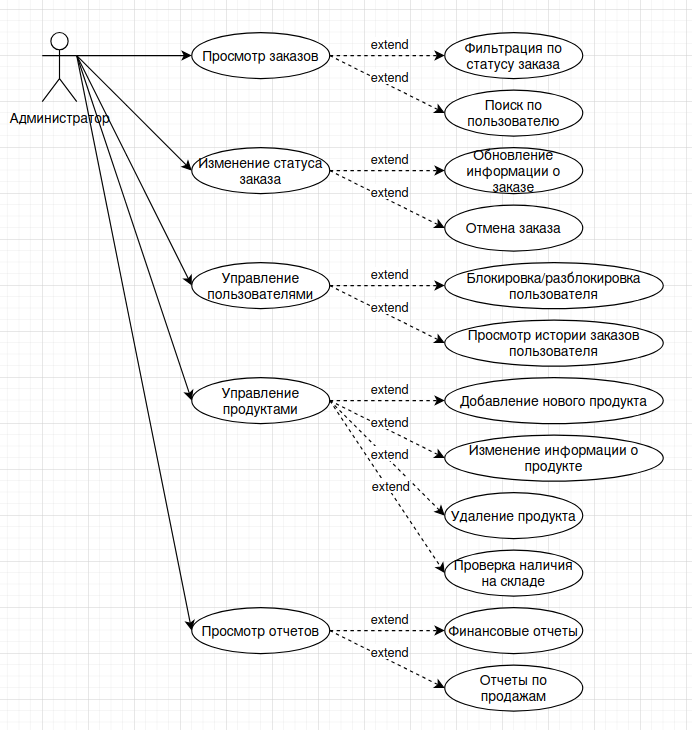 Администратор
Просмотр заказов
extend
Фильтрация по
статусу заказа
extend
Поиск по
пользователю
Изменение статуса
заказа
extend
Обновление
информации о
заказе
extend
Отмена заказа
Управление
пользователями
extend
Блокировка/разблокировка
пользователя
extend
Просмотр истории заказов
пользователя
Управление
продуктами
extend
Добавление нового продукта
extend
Изменение информации о
продукте
extend
Удаление продукта
extend
Проверка наличия
на складе
Просмотр отчетов
extend
Финансовые отчеты
extend
Отчеты по
продажам